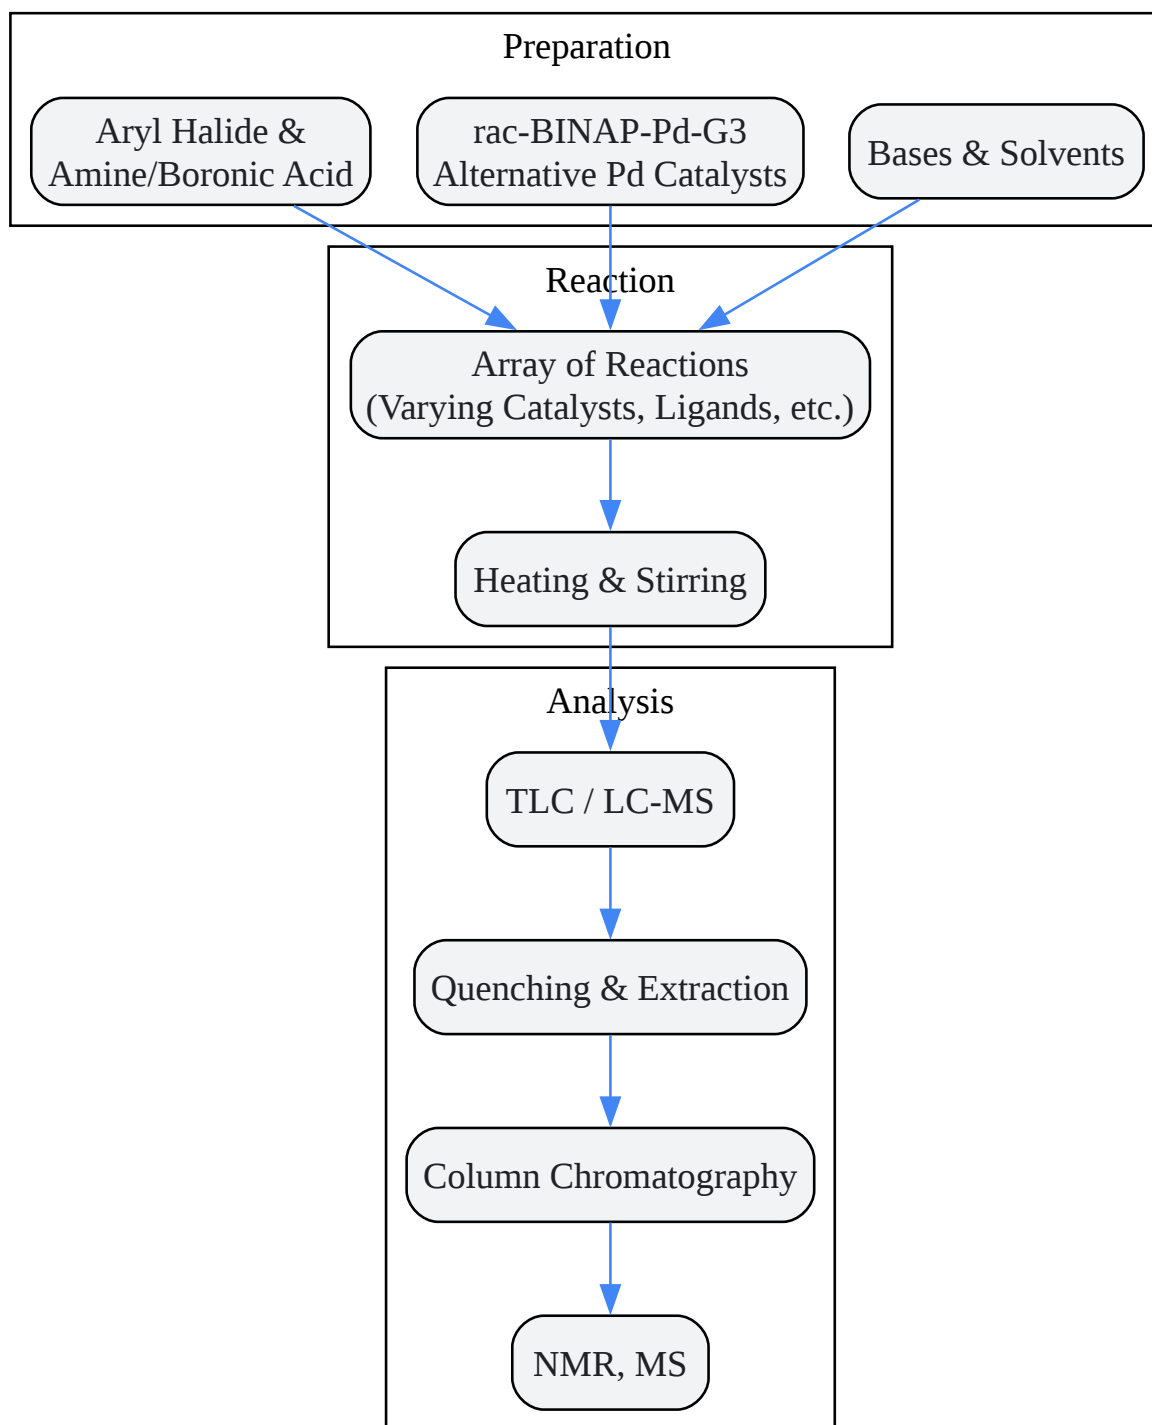 Preparation
Aryl Halide &
Amine/Boronic Acid
rac-BINAP-Pd-G3
Alternative Pd Catalysts
Bases & Solvents
Reaction
Array of Reactions
(Varying Catalysts, Ligands, etc.)
Heating & Stirring
Analysis
TLC / LC-MS
Quenching & Extraction
Column Chromatography
NMR, MS